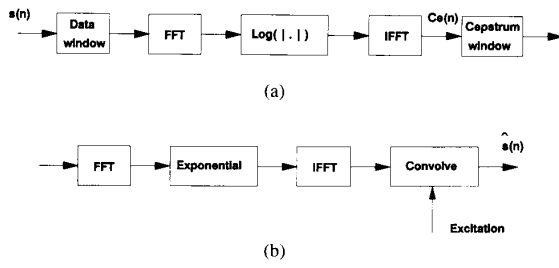 s(n)
Data window
FFT
Log( | . | )
IFFT
Ce(n)
Cepstrum window
(a)
FFT
Exponential
IFFT
Convolve
^
s(n)
Excitation
(b)